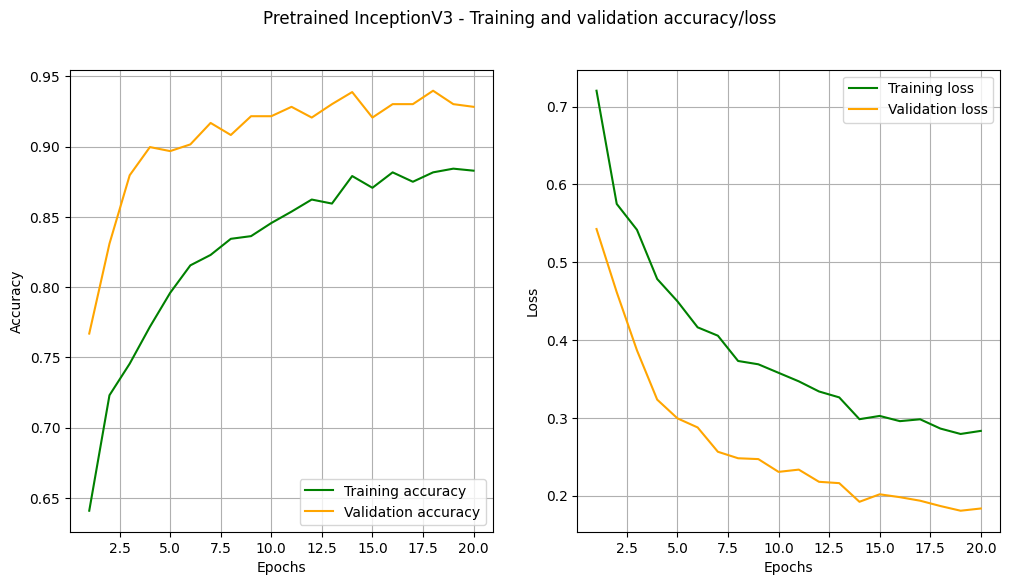 Pretrained InceptionV3 - Training and validation accuracy/loss
0.95
0.90
0.85
0.80
0.75
0.70
0.65
Accuracy
2.5 5.0 7.5 10.0 12.5 15.0 17.5 20.0
Epochs
Training accuracy
Validation accuracy
0.7
0.6
0.5
0.4
0.3
0.2
Loss
2.5 5.0 7.5 10.0 12.5 15.0 17.5 20.0
Epochs
Training loss
Validation loss